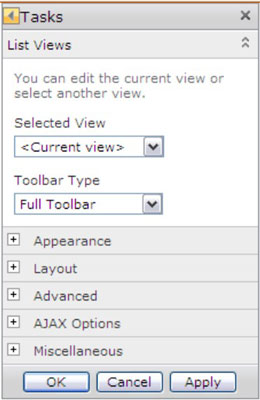 Tasks
List Views
You can edit the current view or
select another view.
Selected View
<Current view>
Toolbar Type
Full Toolbar
Appearance
Layout
Advanced
AJAX Options
Miscellaneous
OK Cancel Apply